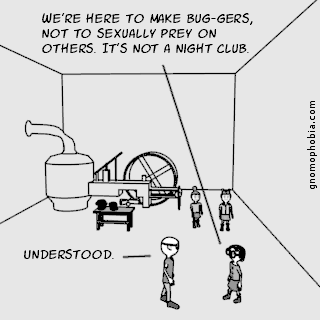 WE'RE HERE TO MAKE BUG-GERS,
NOT TO SEXUALLY PREY ON
OTHERS. IT'S NOT A NIGHT CLUB.
gnomophobia.com
UNDERSTOOD.